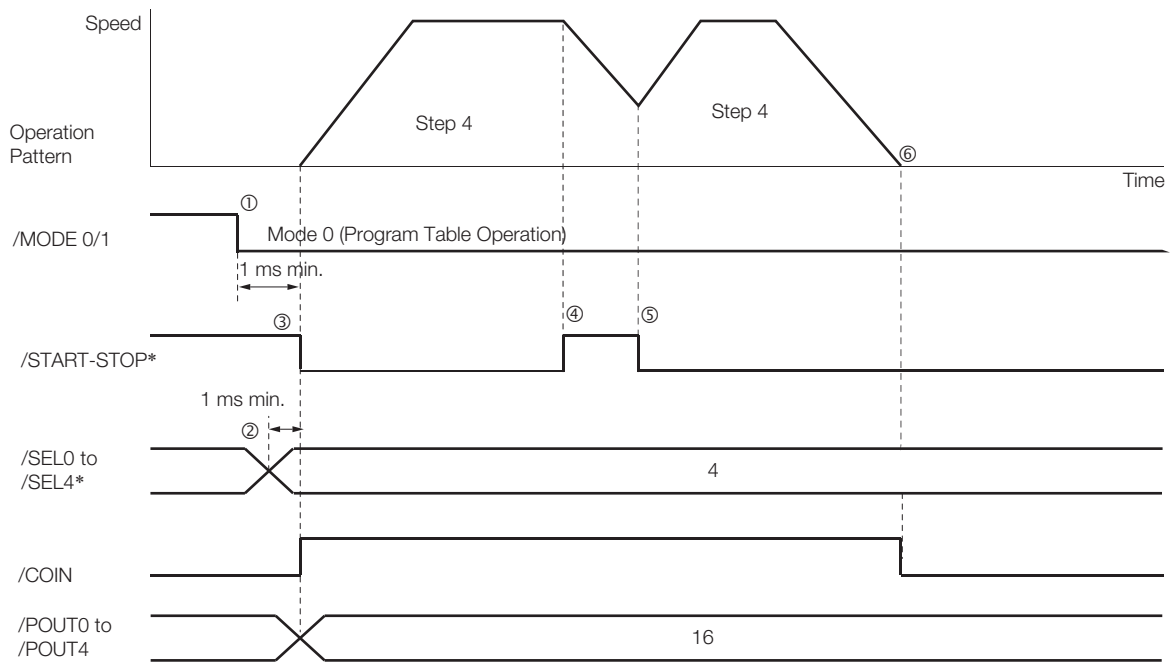 Speed
Step 4
Step 4
Operation
Pattern
⑥
Time
①
/MODE 0/1
Mode 0 (Program Table Operation)
1 ms min.
③
④
⑤
/START-STOP*
1 ms min.
②
/SEL0 to
/SEL4*
4
/COIN
/POUT0 to
/POUT4
16